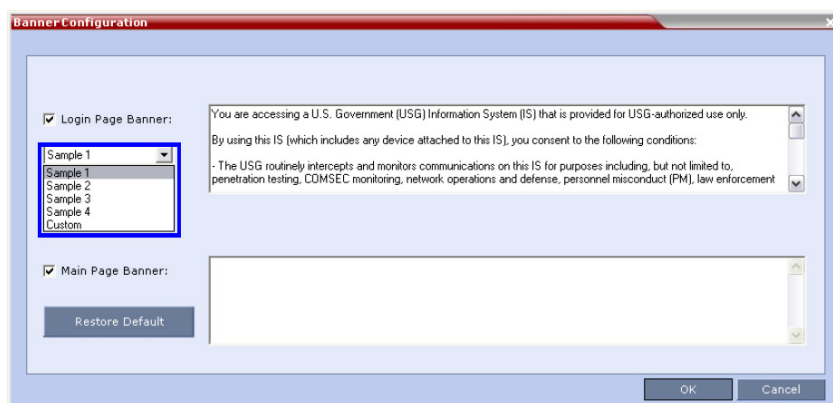 Banner Configuration
Login Page Banner:
You are accessing a U.S. Government (USG) Information System (IS) that is provided for USG-authorized use only.
By using this IS (which includes any device attached to this IS), you consent to the following conditions:
- The USG routinely intercepts and monitors communications on this IS for purposes including, but not limited to,
penetration testing, COMSEC monitoring, network operations and defense, personnel misconduct (PM), law enforcement
Sample 1
Sample 1
Sample 2
Sample 3
Sample 4
Custom
Main Page Banner:
Restore Default
OK
Cancel